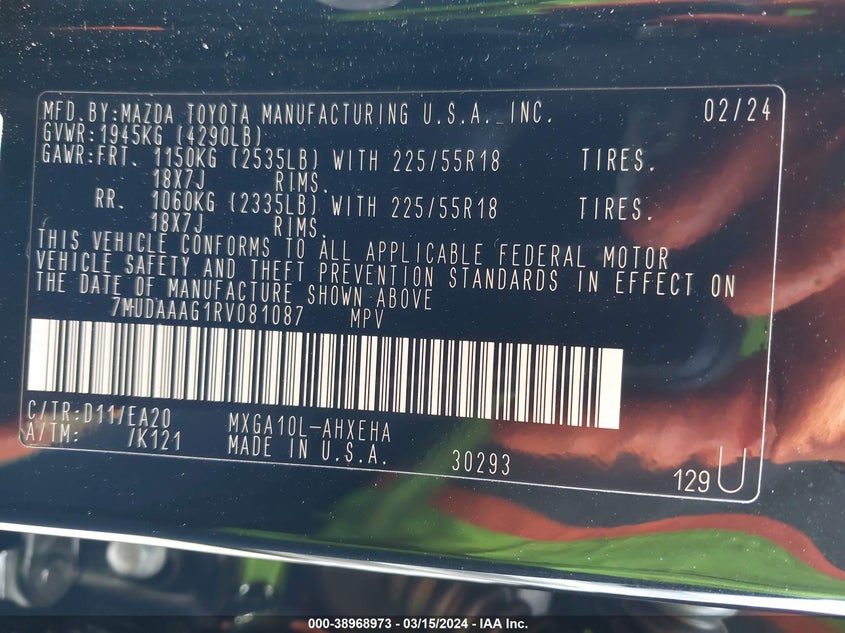 MFD.BY:MAZDA TOYOTA MANUFACTURING U.S.A. INC. 02/24
GVWR:1945KG (4290LB)
GAWR:FRT. 1150KG (2535LB) WITH 225/55R18 TIRES.
18X7J RIMS.
RR. 1060KG (2335LB) WITH 225/55R18 TIRES.
18X7J RIMS.
THIS VEHICLE CONFORMS TO ALL APPLICABLE FEDERAL MOTOR
VEHICLE SAFETY AND THEFT PREVENTION STANDARDS IN EFFECT ON
THE DATE OF MANUFACTURE SHOWN ABOVE
7MUDAAAG1RV081087 MPV
C/TR:D11/EA20 MXGA10L-AHXEHA
A/TM: /K121 MADE IN U.S.A. 30293
129 U
000-38968973 — 03/15/2024 - IAA Inc.